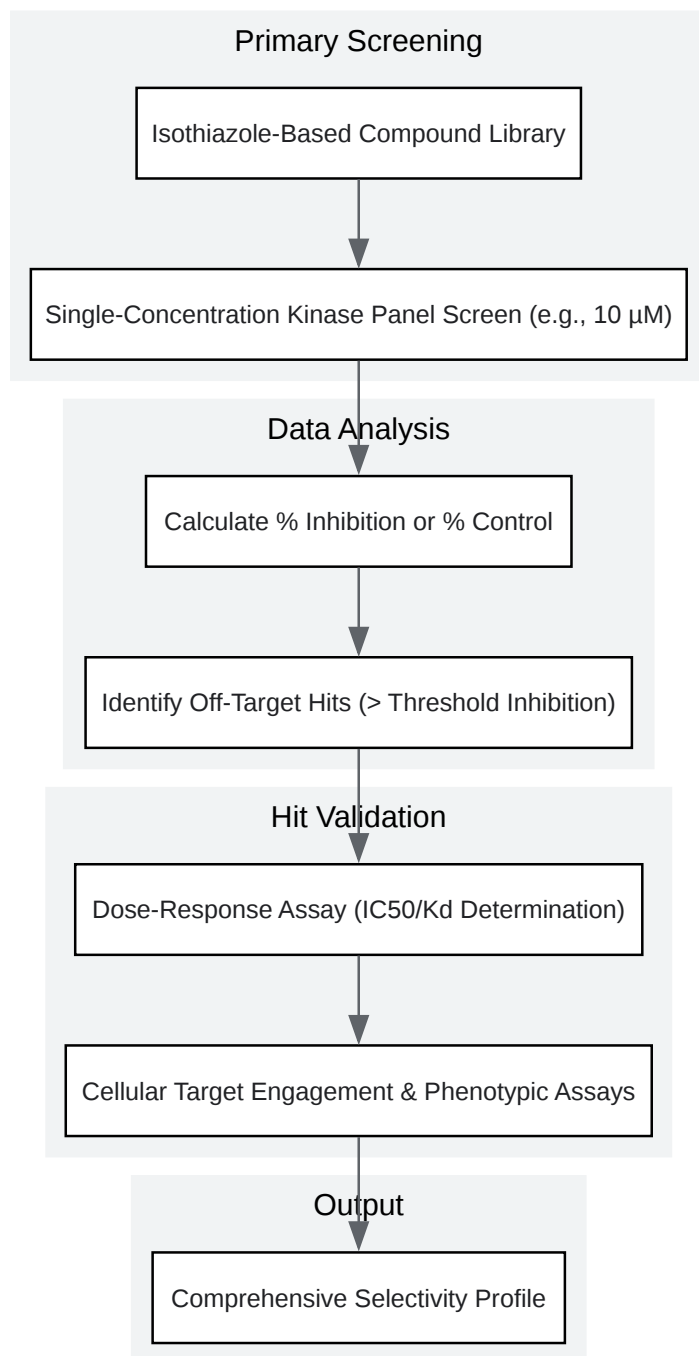 Primary Screening
Isothiazole-Based Compound Library
Single-Concentration Kinase Panel Screen (e.g., 10 µM)
Data Analysis
Calculate % Inhibition or % Control
Identify Off-Target Hits (> Threshold Inhibition)
Hit Validation
Dose-Response Assay (IC50/Kd Determination)
Cellular Target Engagement & Phenotypic Assays
Output
Comprehensive Selectivity Profile